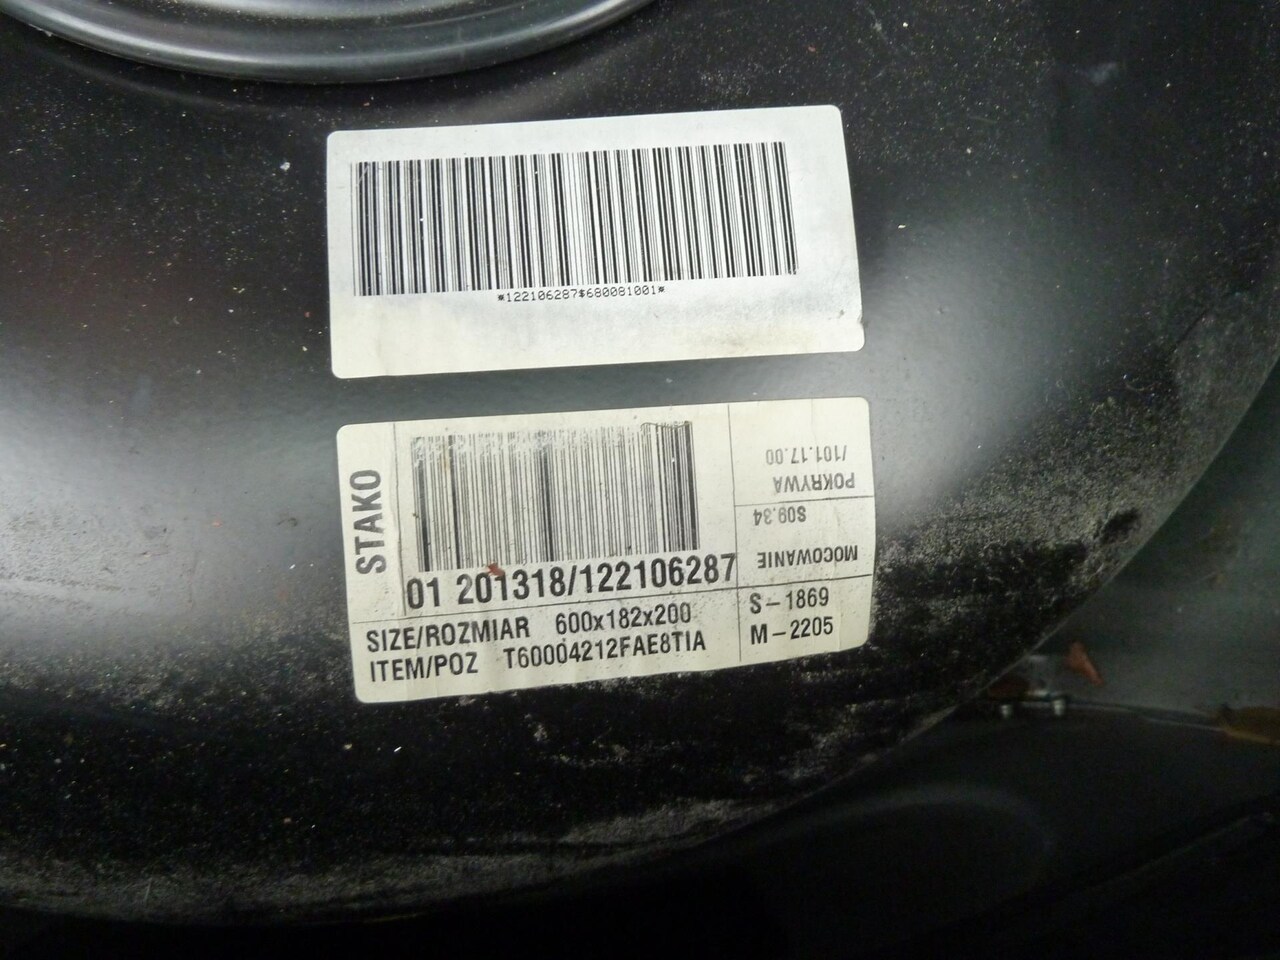 *122106287$680081001*
STAKO
01 201318/122106287
SIZE/ROZMIAR 600x182x200
ITEM/POZ T60004212FAE8TIA
POKRYWA
/101.17.00
MOCOWANIE
S09.34
S-1869
M-2205